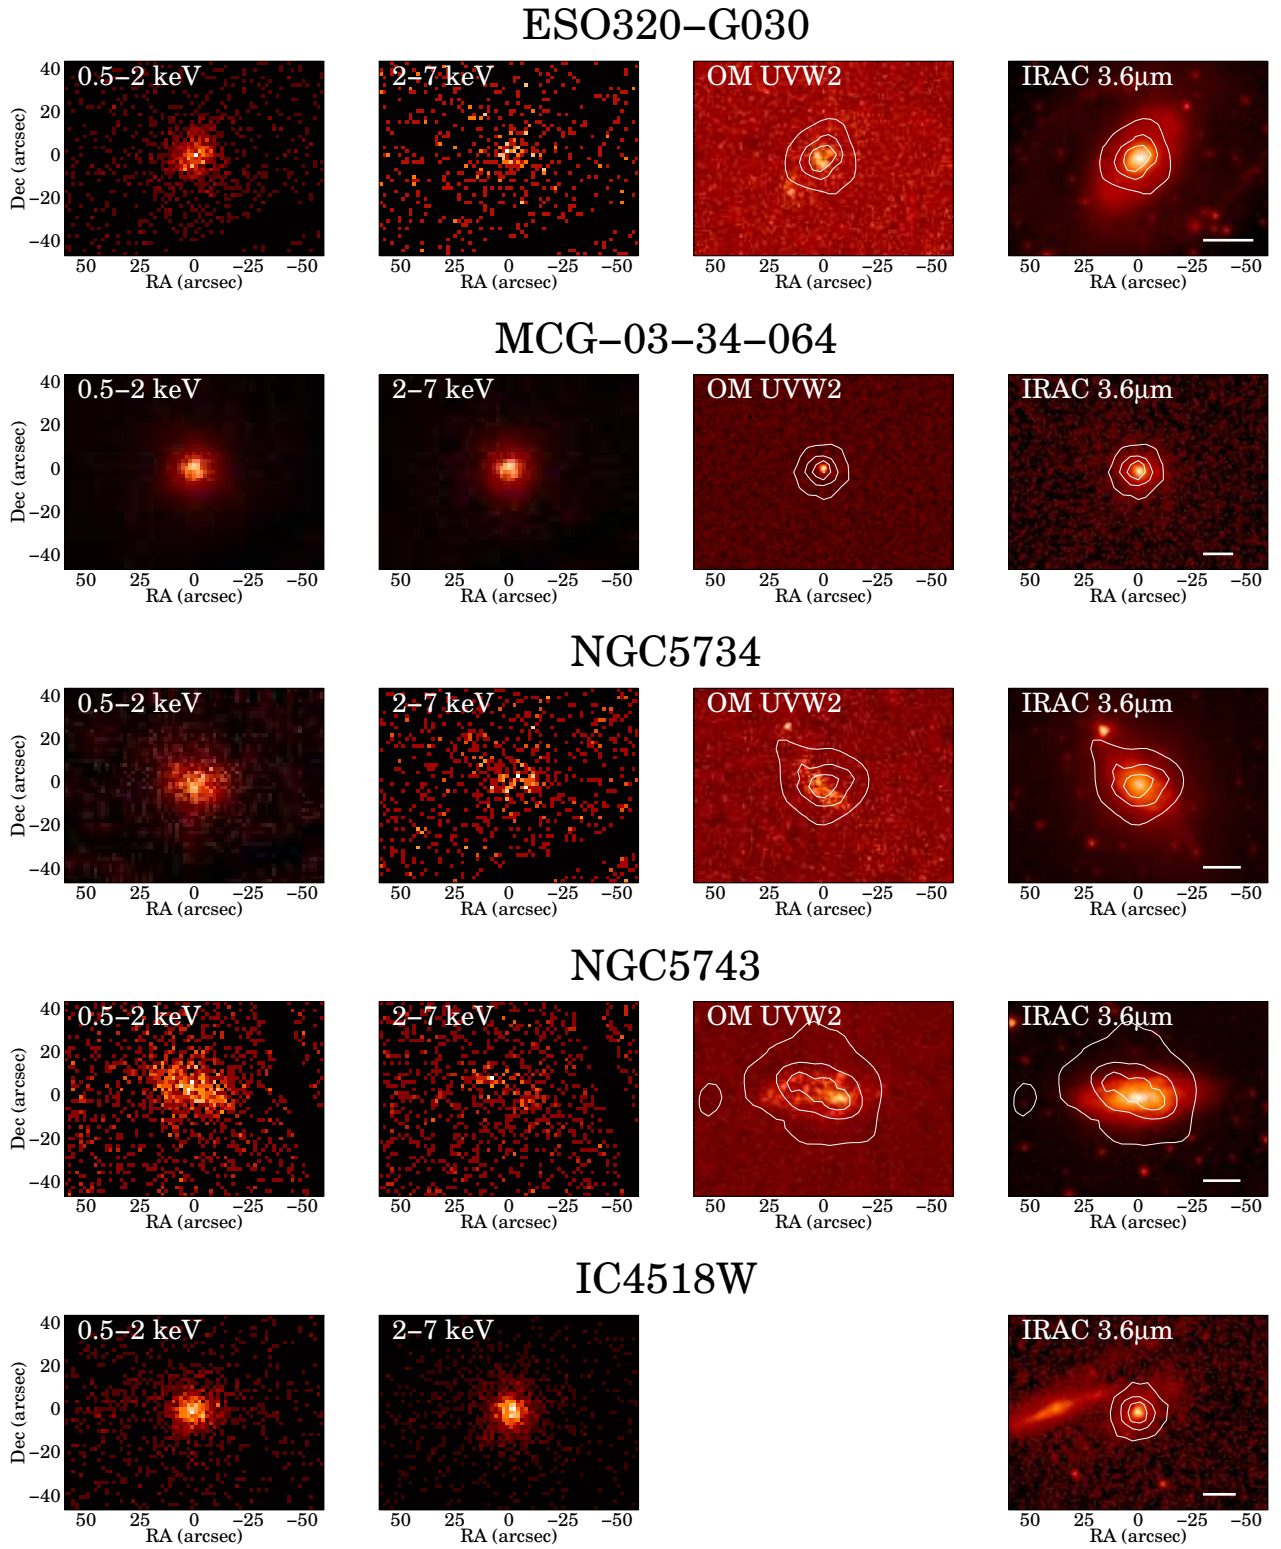 ESO320−G030
0.5−2 keV 2−7 keV OM UVW2 IRAC 3.6μm
40
20
0
−20
−40
Dec (arcsec)
50 25 0 −25 −50 50 25 0 −25 −50 50 25 0 −25 −50 50 25 0 −25 −50
RA (arcsec) RA (arcsec) RA (arcsec) RA (arcsec)
MCG−03−34−064
0.5−2 keV 2−7 keV OM UVW2 IRAC 3.6μm
40
20
0
−20
−40
Dec (arcsec)
50 25 0 −25 −50 50 25 0 −25 −50 50 25 0 −25 −50 50 25 0 −25 −50
RA (arcsec) RA (arcsec) RA (arcsec) RA (arcsec)
NGC5734
0.5−2 keV 2−7 keV OM UVW2 IRAC 3.6μm
40
20
0
−20
−40
Dec (arcsec)
50 25 0 −25 −50 50 25 0 −25 −50 50 25 0 −25 −50 50 25 0 −25 −50
RA (arcsec) RA (arcsec) RA (arcsec) RA (arcsec)
NGC5743
0.5−2 keV 2−7 keV OM UVW2 IRAC 3.6μm
40
20
0
−20
−40
Dec (arcsec)
50 25 0 −25 −50 50 25 0 −25 −50 50 25 0 −25 −50 50 25 0 −25 −50
RA (arcsec) RA (arcsec) RA (arcsec) RA (arcsec)
IC4518W
0.5−2 keV 2−7 keV IRAC 3.6μm
40
20
0
−20
−40
Dec (arcsec)
50 25 0 −25 −50 50 25 0 −25 −50 50 25 0 −25 −50
RA (arcsec) RA (arcsec) RA (arcsec)